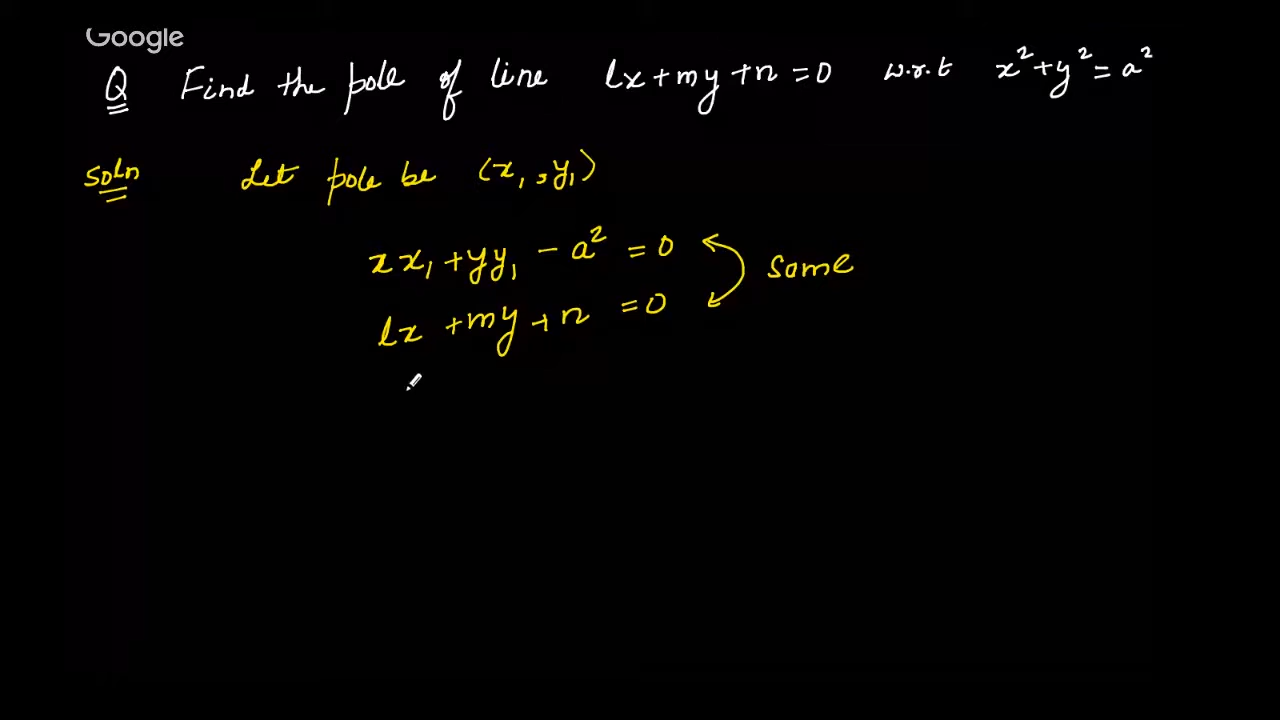 Google
Q Find the pole of line lx + my + n = 0 w.r.t x² + y² = a²
Soln Let pole be (x₁, y₁)
xx₁ + yy₁ - a² = 0
same
lx + my + n = 0